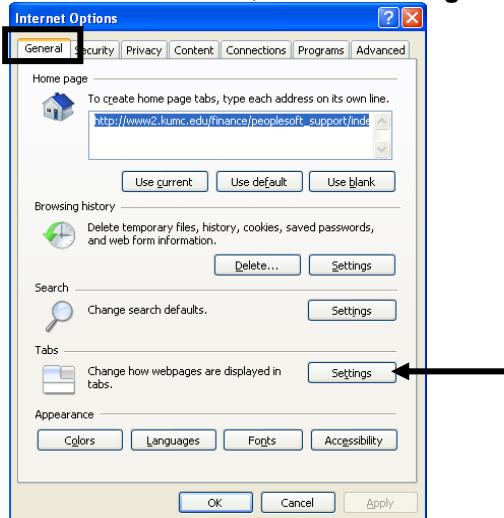 Internet Options
General Security Privacy Content Connections Programs Advanced
Home page
To create home page tabs, type each address on its own line.
http://www2.kumc.edu/finance/peoplesoft_support/inde
Use current Use default Use blank
Browsing history
Delete temporary files, history, cookies, saved passwords,
and web form information.
Delete... Settings
Search
Change search defaults. Settings
Tabs
Change how webpages are displayed in
tabs.
Settings
Appearance
Colors Languages Fonts Accessibility
OK Cancel Apply